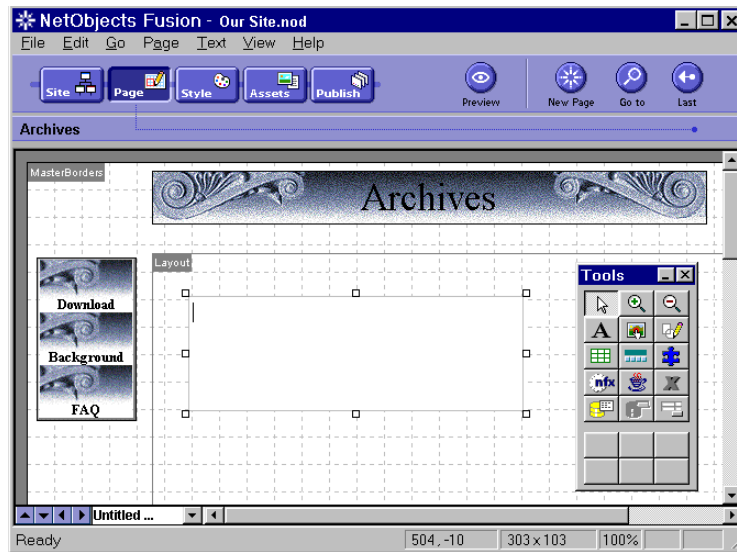 NetObjects Fusion - Our Site.nod
File Edit Go Page Text View Help
Site Page Style Assets Publish Preview New Page Go to Last
Archives
MasterBorders
Archives
Layout
Download
Background
FAQ
Tools
A
nfx
X
Untitled ...
Ready 504,-10 303 x 103 100%